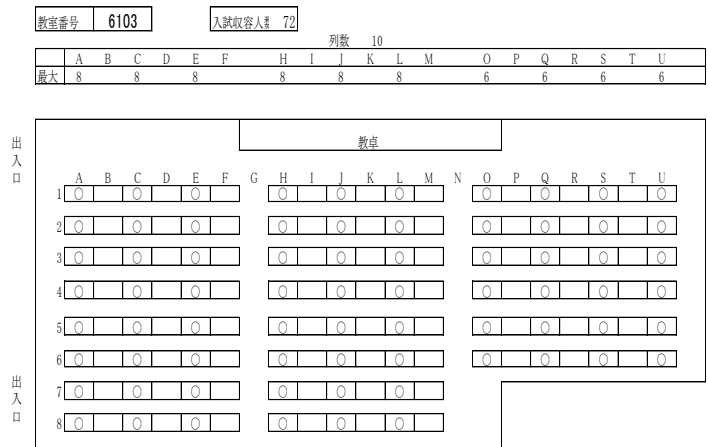 教室番号 6103 入試収容人数 72
列数 10
A B C D E F H I J K L M O P Q R S T U
最大 8 8 8 8 8 8 6 6 6 6
教卓
出入口
A B C D E F G H I J K L M N O P Q R S T U
1 ○ ○ ○ ○ ○ ○ ○ ○ ○ ○
2 ○ ○ ○ ○ ○ ○ ○ ○ ○ ○
3 ○ ○ ○ ○ ○ ○ ○ ○ ○ ○
4 ○ ○ ○ ○ ○ ○ ○ ○ ○ ○
5 ○ ○ ○ ○ ○ ○ ○ ○ ○ ○
6 ○ ○ ○ ○ ○ ○ ○ ○ ○ ○
出入口
7 ○ ○ ○ ○ ○ ○
8 ○ ○ ○ ○ ○ ○